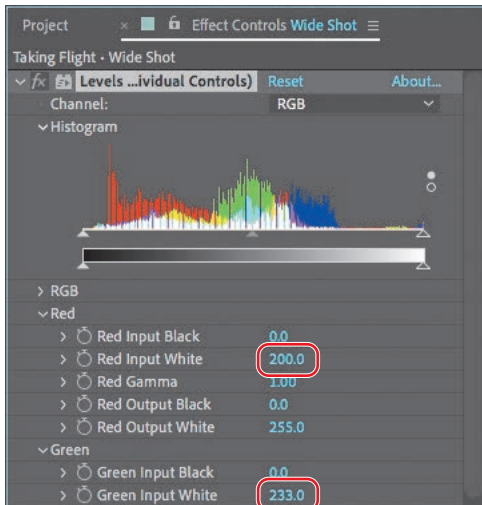 Project × Effect Controls Wide Shot
Taking Flight • Wide Shot
fx Levels ...ividual Controls) Reset About...
Channel: RGB
Histogram
RGB
Red
Red Input Black 0.0
Red Input White 200.0
Red Gamma 1.00
Red Output Black 0.0
Red Output White 255.0
Green
Green Input Black 0.0
Green Input White 233.0